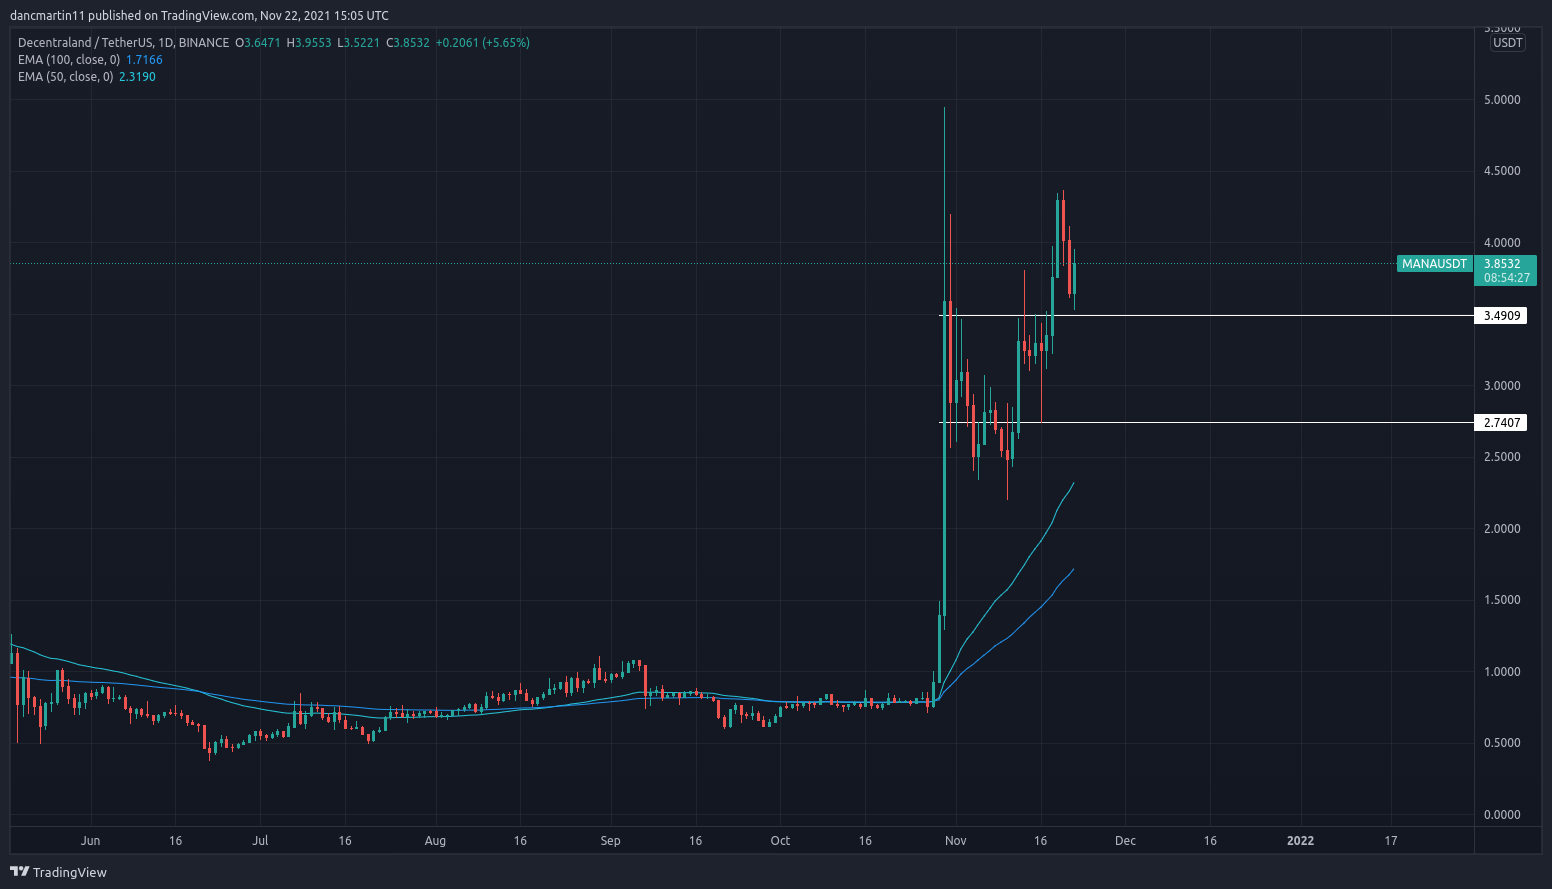 dancmartin11 published on TradingView.com, Nov 22, 2021 15:05 UTC
Decentraland / TetherUS, 1D, BINANCE O3.6471 H3.9553 L3.5221 C3.8532 +0.2061 (+5.65%)
EMA (100, close, 0) 1.7166
EMA (50, close, 0) 2.3190
5.5000
USDT
5.0000
4.5000
4.0000
MANAUSDT 3.8532
08:54:27
3.4909
3.0000
2.7407
2.5000
2.0000
1.5000
1.0000
0.5000
0.0000
Jun 16 Jul 16 Aug 16 Sep 16 Oct 16 Nov 16 Dec 16 2022 17
TradingView